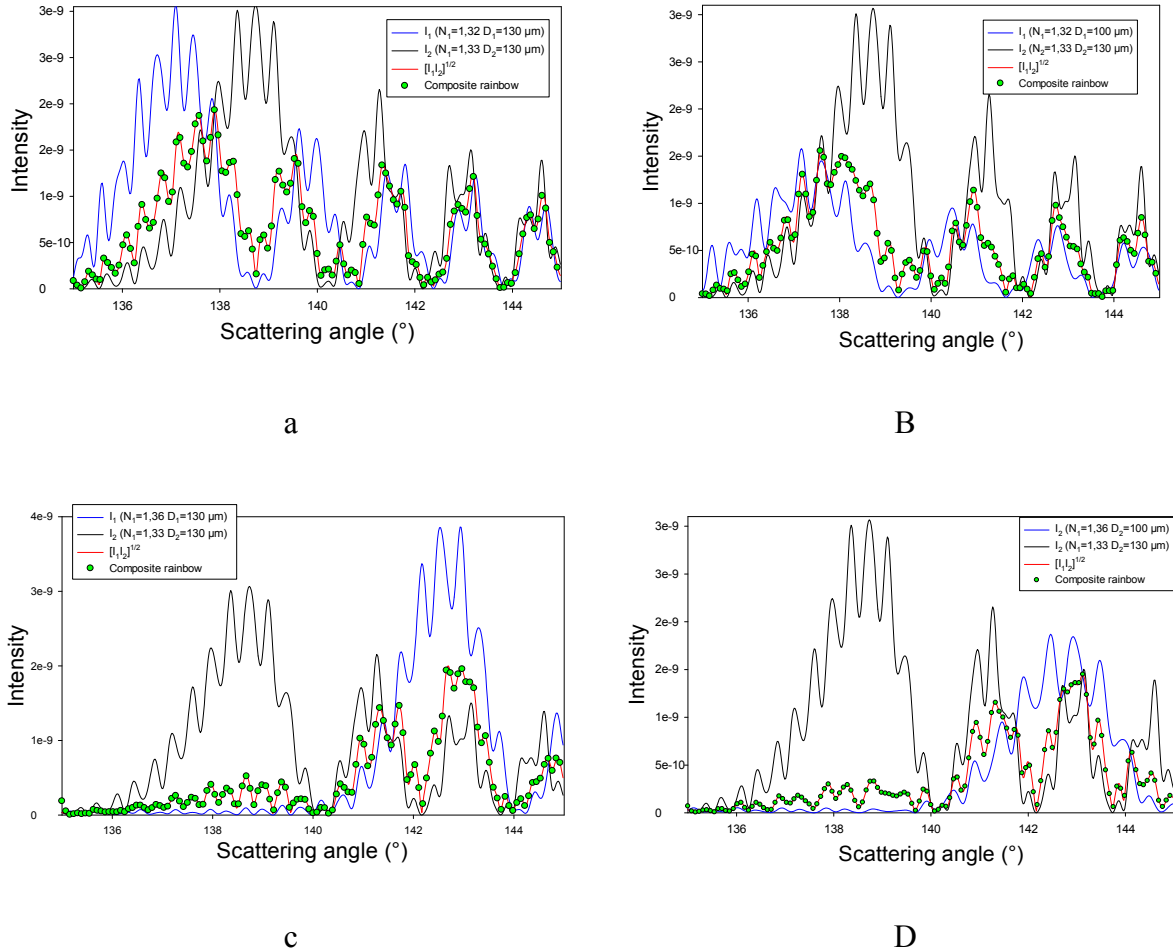 3e-9
3e-9
2e-9
2e-9
1e-9
5e-10
0
Intensity
I₁ (N₁=1,32 D₁=130 µm)
I₂ (N₁=1,33 D₂=130 µm)
[I₁I₂]^1/2
Composite rainbow
136 138 140 142 144
Scattering angle (°)
a
3e-9
3e-9
2e-9
2e-9
1e-9
5e-10
0
Intensity
I₁ (N₁=1,32 D₁=100 µm)
I₂ (N₂=1,33 D₂=130 µm)
[I₁I₂]^1/2
Composite rainbow
136 138 140 142 144
Scattering angle (°)
B
4e-9
3e-9
2e-9
1e-9
0
Intensity
I₁ (N₁=1,36 D₁=130 µm)
I₂ (N₁=1,33 D₂=130 µm)
[I₁I₂]^1/2
Composite rainbow
136 138 140 142 144
Scattering angle (°)
c
3e-9
3e-9
2e-9
2e-9
1e-9
5e-10
0
Intensity
I₂ (N₁=1,36 D₂=100 µm)
I₂ (N₁=1,33 D₂=130 µm)
[I₁I₂]^1/2
Composite rainbow
136 138 140 142 144
Scattering angle (°)
D